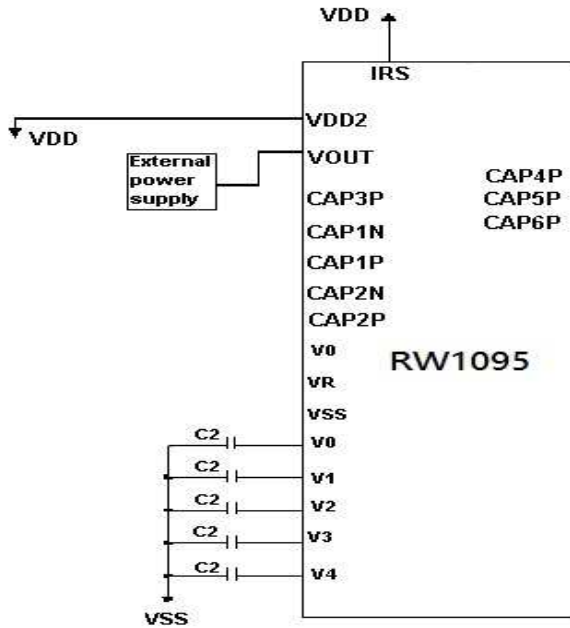 VDD
IRS
VDD2
VDD
VOUT
External
power
supply
CAP4P
CAP3P
CAP5P
CAP6P
CAP1N
CAP1P
CAP2N
CAP2P
V0
RW1095
VR
VSS
C2
V0
C2
V1
C2
V2
C2
V3
C2
V4
VSS